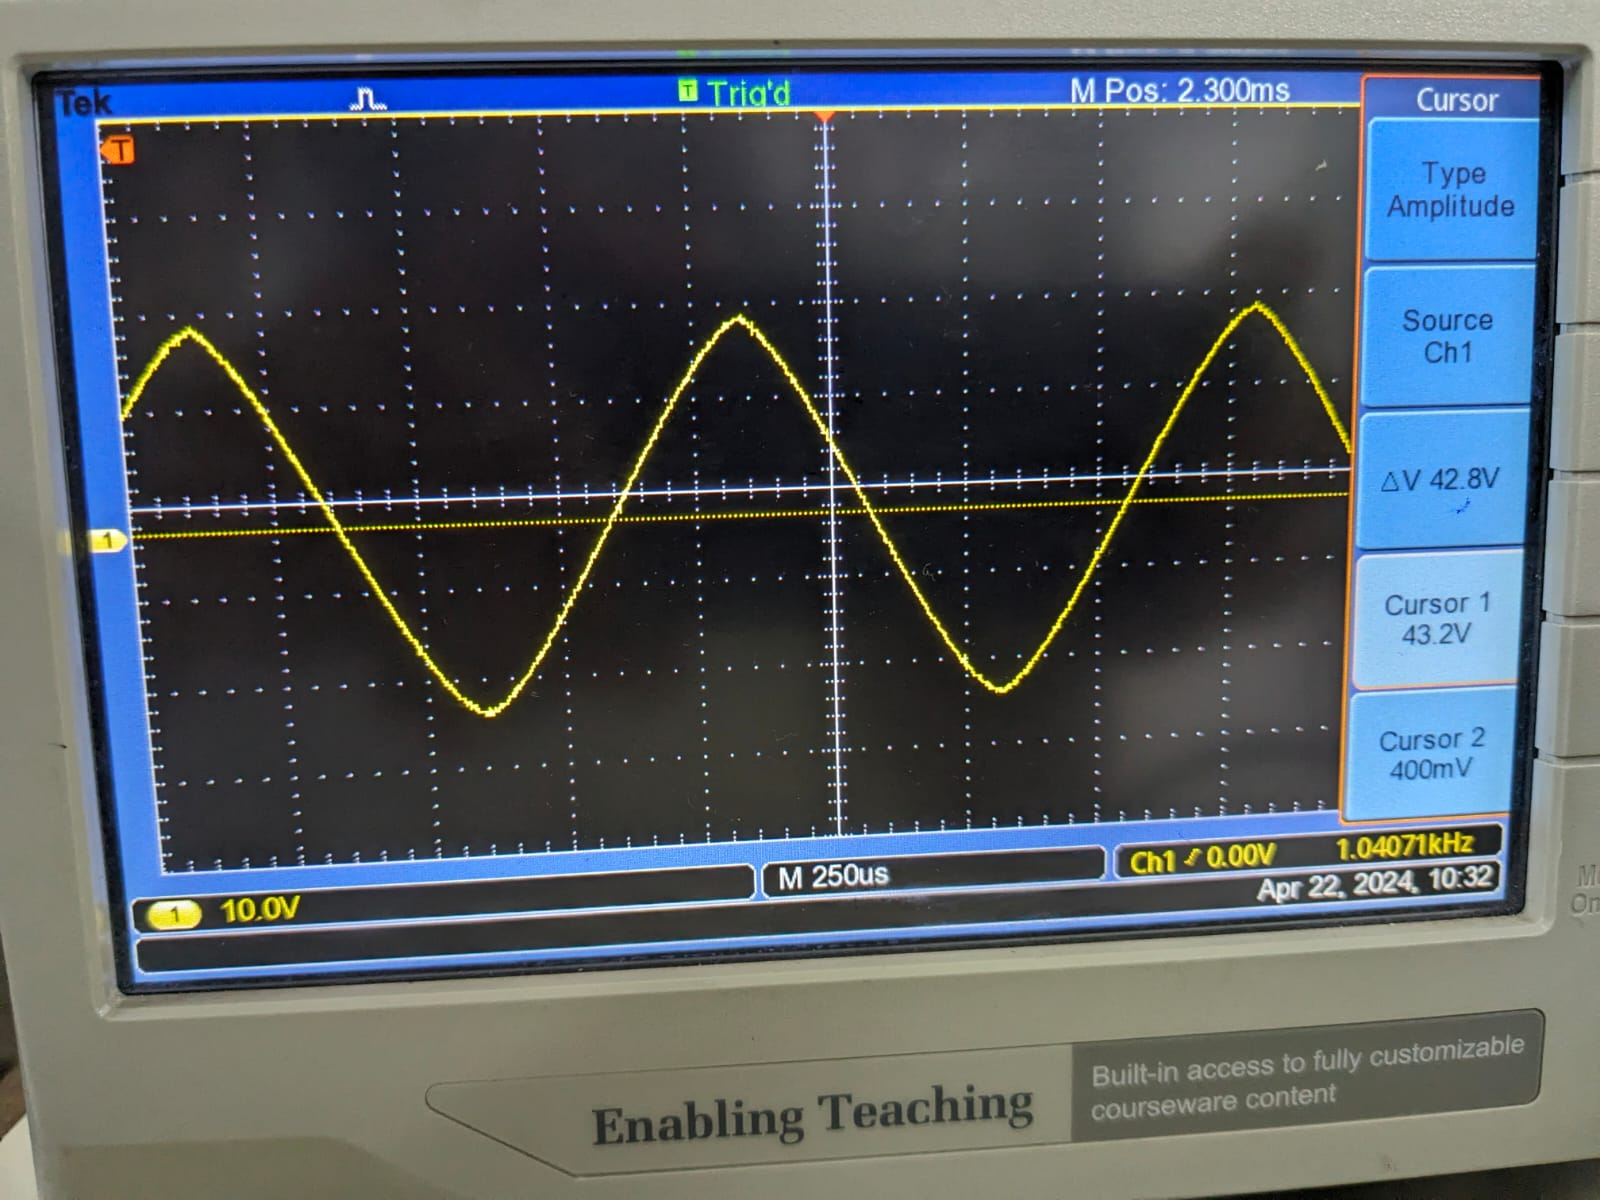 Tek
T Trig'd
M Pos: 2.300ms
Cursor
T
Type
Amplitude
Source
Ch1
△V 42.8V
1
Cursor 1
43.2V
Cursor 2
400mV
1 10.0V
M 250us
Ch1 0.00V
1.04071kHz
Apr 22, 2024, 10:32
Enabling Teaching
Built-in access to fully customizable
courseware content